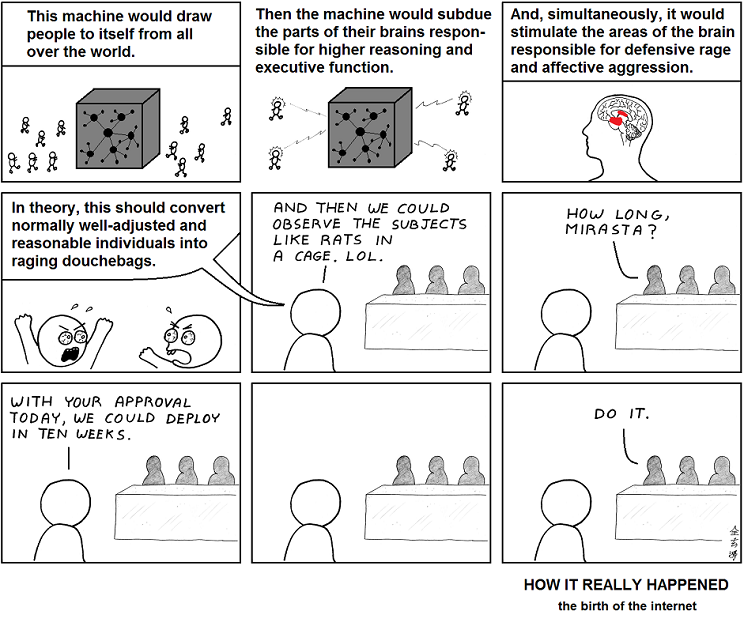 This machine would draw
people to itself from all
over the world.
Then the machine would subdue
the parts of their brains respon-
sible for higher reasoning and
executive function.
And, simultaneously, it would
stimulate the areas of the brain
responsible for defensive rage
and affective aggression.
In theory, this should convert
normally well-adjusted and
reasonable individuals into
raging douchebags.
AND THEN WE COULD
OBSERVE THE SUBJECTS
LIKE RATS IN
A CAGE. LOL.
HOW LONG,
MIRASTA?
WITH YOUR APPROVAL
TODAY, WE COULD DEPLOY
IN TEN WEEKS.
DO IT.
HOW IT REALLY HAPPENED
the birth of the internet